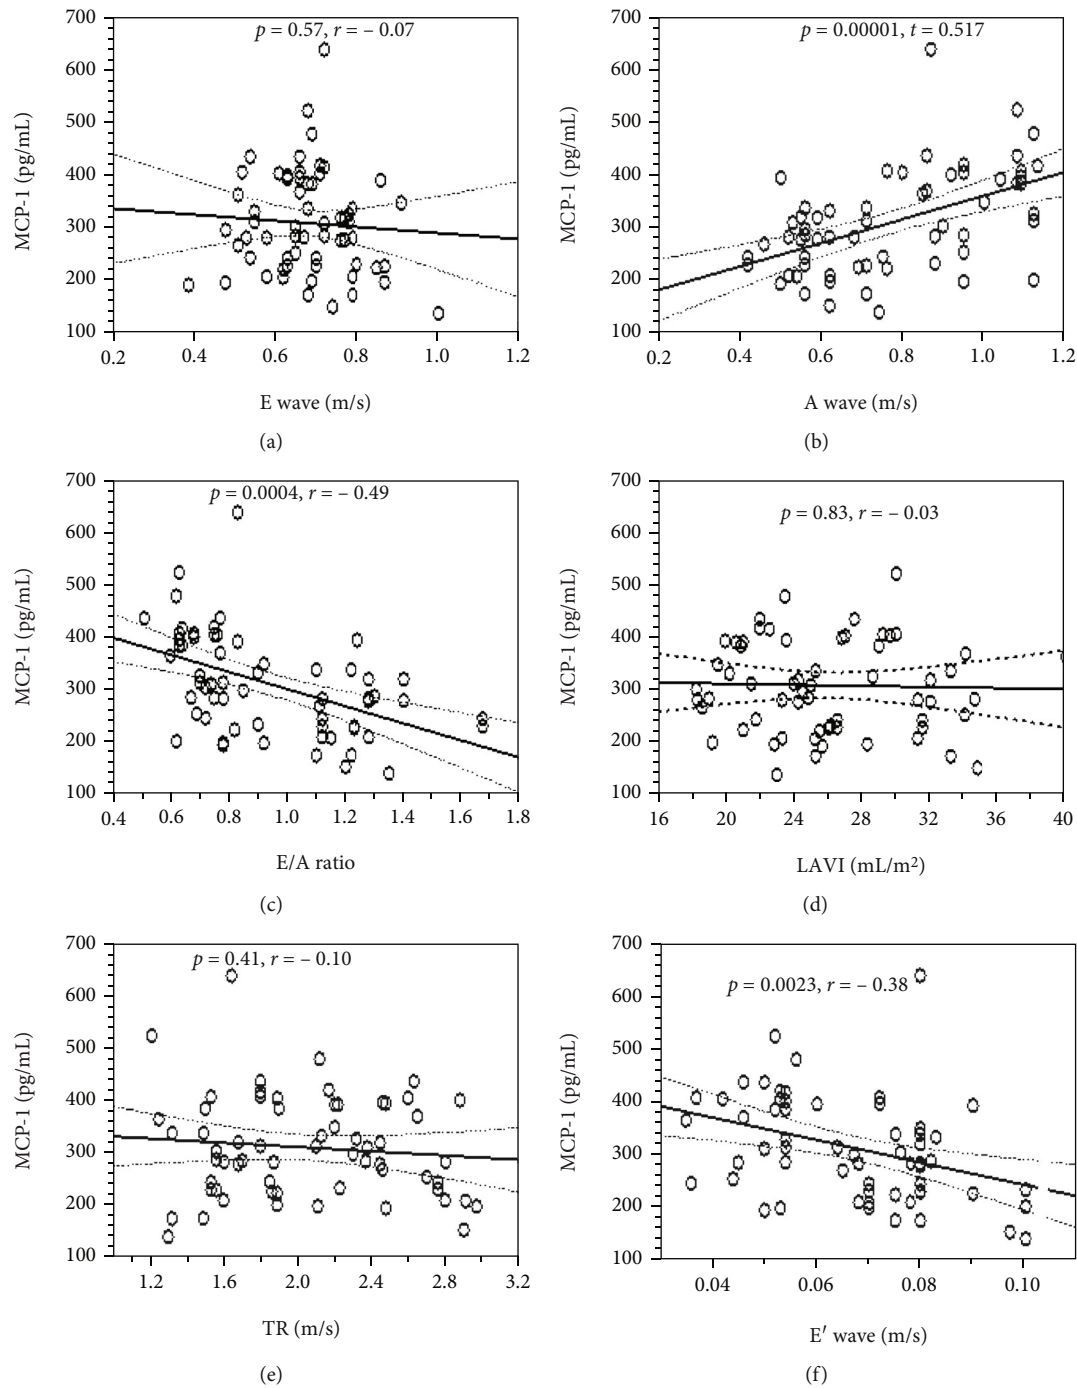 p = 0.57, r = – 0.07
700
600
500
400
300
200
100
MCP-1 (pg/mL)
0.2 0.4 0.6 0.8 1.0 1.2
E wave (m/s)
(a)
p = 0.00001, t = 0.517
700
600
500
400
300
200
100
MCP-1 (pg/mL)
0.2 0.4 0.6 0.8 1.0 1.2
A wave (m/s)
(b)
p = 0.0004, r = – 0.49
700
600
500
400
300
200
100
MCP-1 (pg/mL)
0.4 0.6 0.8 1.0 1.2 1.4 1.6 1.8
E/A ratio
(c)
p = 0.83, r = – 0.03
700
600
500
400
300
200
100
MCP-1 (pg/mL)
16 20 24 28 32 36 40
LAVI (mL/m²)
(d)
p = 0.41, r = – 0.10
700
600
500
400
300
200
100
MCP-1 (pg/mL)
1.2 1.6 2.0 2.4 2.8 3.2
TR (m/s)
(e)
p = 0.0023, r = – 0.38
700
600
500
400
300
200
100
MCP-1 (pg/mL)
0.04 0.06 0.08 0.10
E′ wave (m/s)
(f)